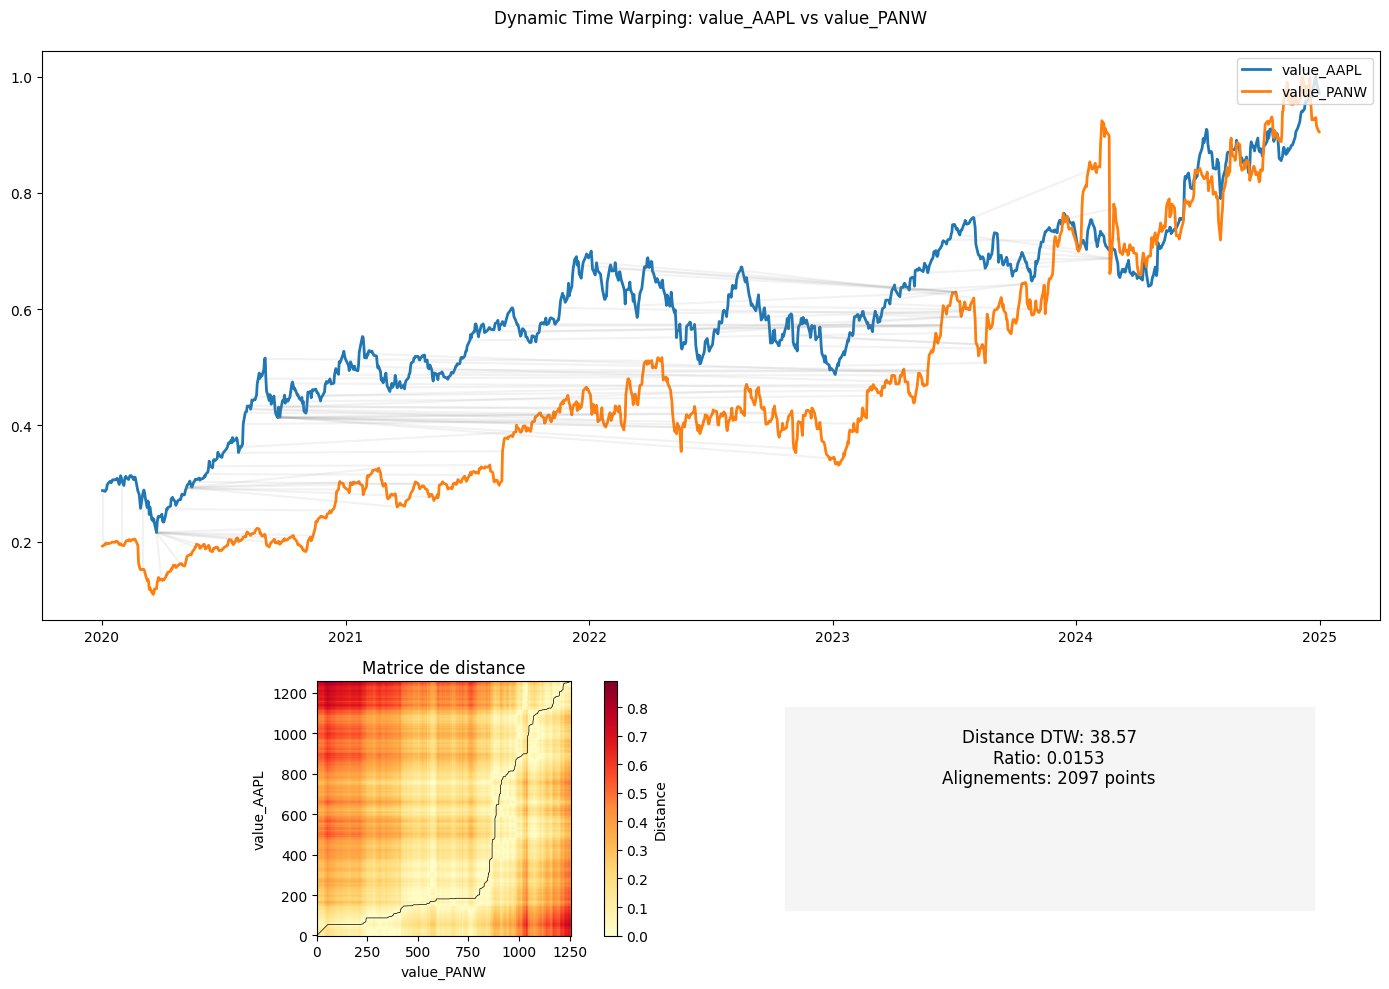 Dynamic Time Warping: value_AAPL vs value_PANW
value_AAPL
value_PANW
1.0
0.8
0.6
0.4
0.2
2020 2021 2022 2023 2024 2025
Matrice de distance
value_AAPL
1200
1000
800
600
400
200
0
0 250 500 750 1000 1250
value_PANW
0.8
0.7
0.6
0.5
0.4
0.3
0.2
0.1
0.0
Distance
Distance DTW: 38.57
Ratio: 0.0153
Alignements: 2097 points